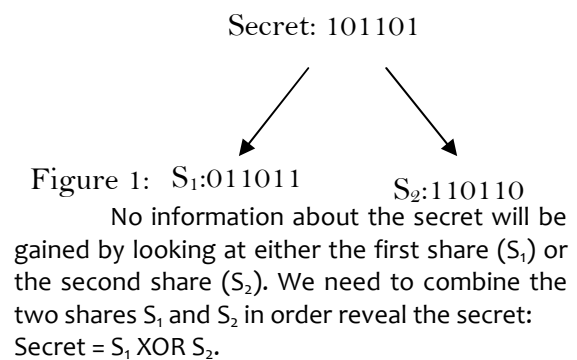 Secret: 101101
Figure 1: S₁:011011 S₂:110110
No information about the secret will be
gained by looking at either the first share (S₁) or
the second share (S₂). We need to combine the
two shares S₁ and S₂ in order reveal the secret:
Secret = S₁ XOR S₂.